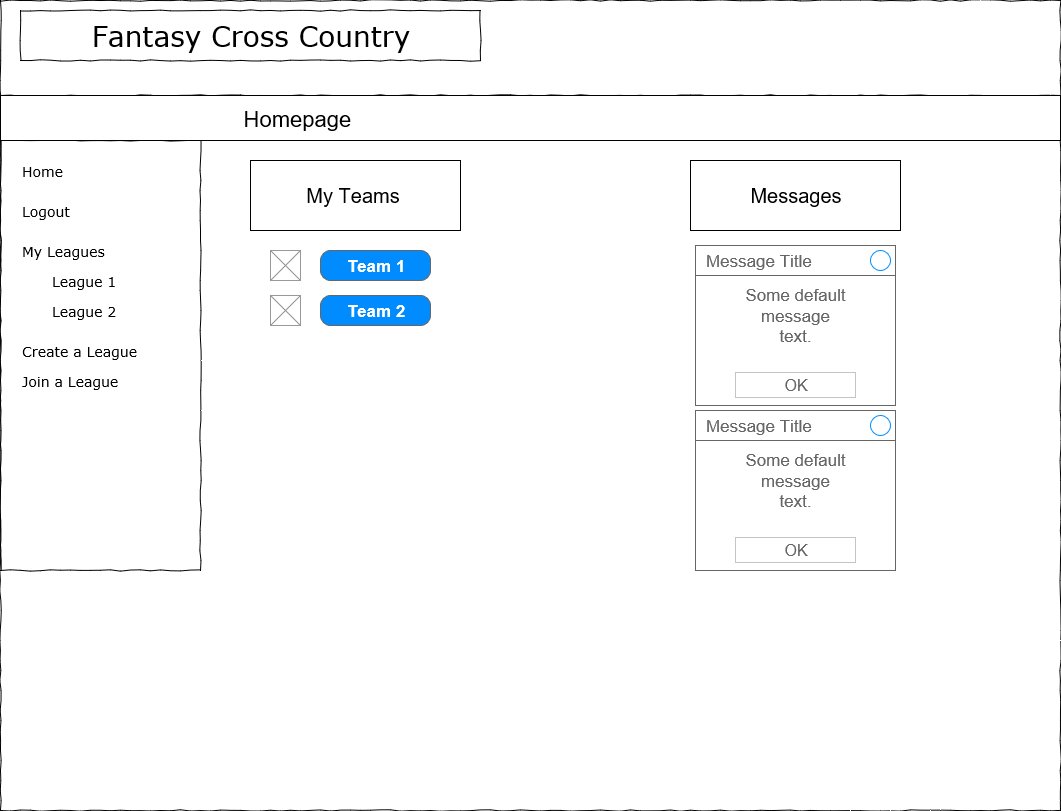 Fantasy Cross Country
Homepage
Home
Logout
My Leagues
League 1
League 2
Create a League
Join a League
My Teams
Team 1
Team 2
Messages
Message Title
Some default
message
text.
OK
Message Title
Some default
message
text.
OK